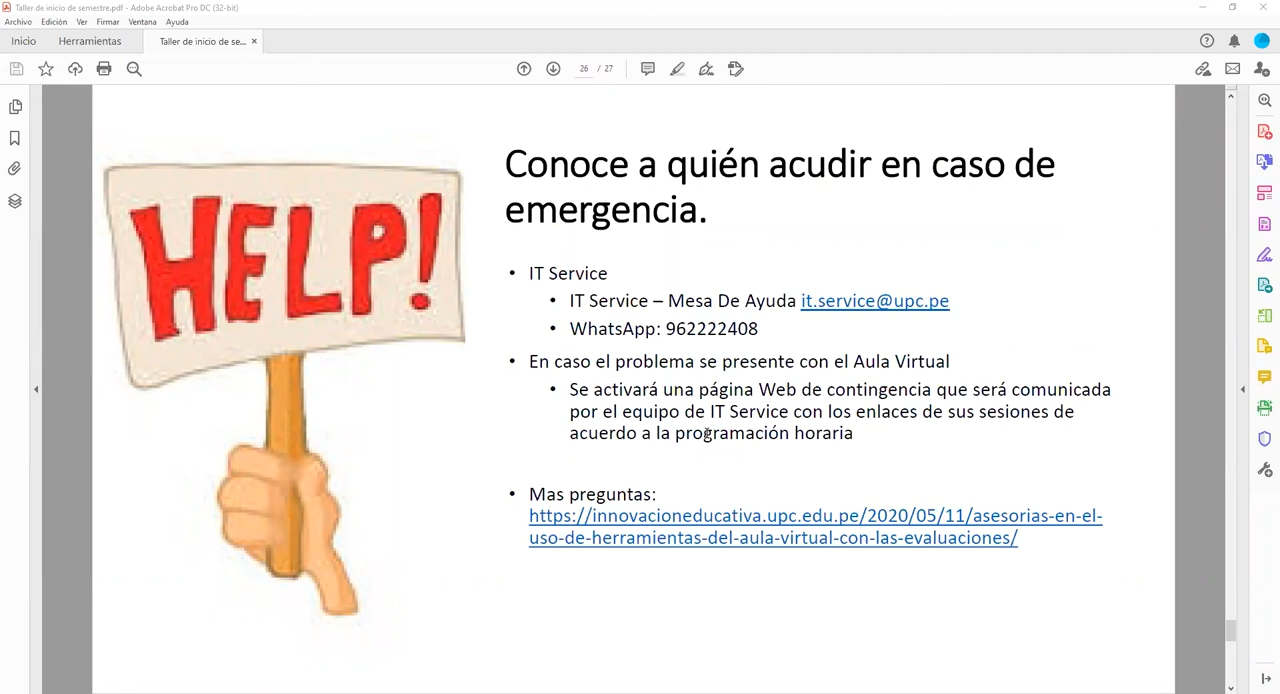 Taller de inicio de semestre.pdf - Adobe Acrobat Pro DC (32-bit)
Archivo Edición Ver Firmar Ventana Ayuda
Inicio Herramientas Taller de inicio de se... ×
26 / 27
HELP!
Conoce a quién acudir en caso de
emergencia.
• IT Service
• IT Service – Mesa De Ayuda it.service@upc.pe
• WhatsApp: 962222408
• En caso el problema se presente con el Aula Virtual
• Se activará una página Web de contingencia que será comunicada
por el equipo de IT Service con los enlaces de sus sesiones de
acuerdo a la programación horaria
• Mas preguntas:
https://innovacioneducativa.upc.edu.pe/2020/05/11/asesorias-en-el-
uso-de-herramientas-del-aula-virtual-con-las-evaluaciones/